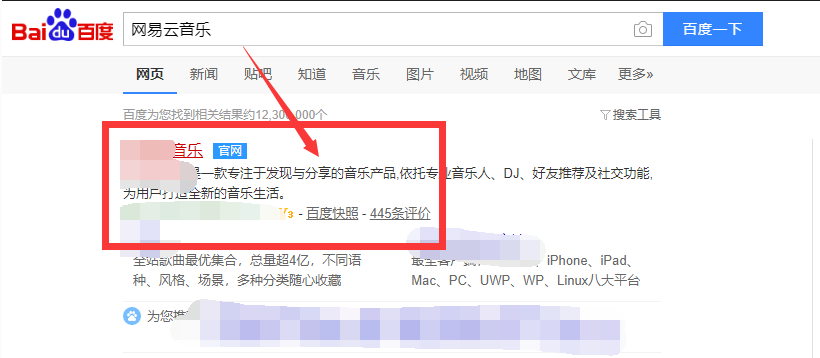 Bai du 百度 网易云音乐 百度一下
网页 新闻 贴吧 知道 音乐 图片 视频 地图 文库 更多»
百度为您找到相关结果约12,300,000个 搜索工具
音乐 官网
是一款专注于发现与分享的音乐产品,依托专业音乐人、DJ、好友推荐及社交功能,
为用户打造全新的音乐生活。
V3 - 百度快照 - 445条评价
全站歌曲最优集合，总量超4亿，不同语
种、风格、场景，多种分类随心收藏
、iPhone、iPad、
Mac、PC、UWP、WP、Linux八大平台
为您推